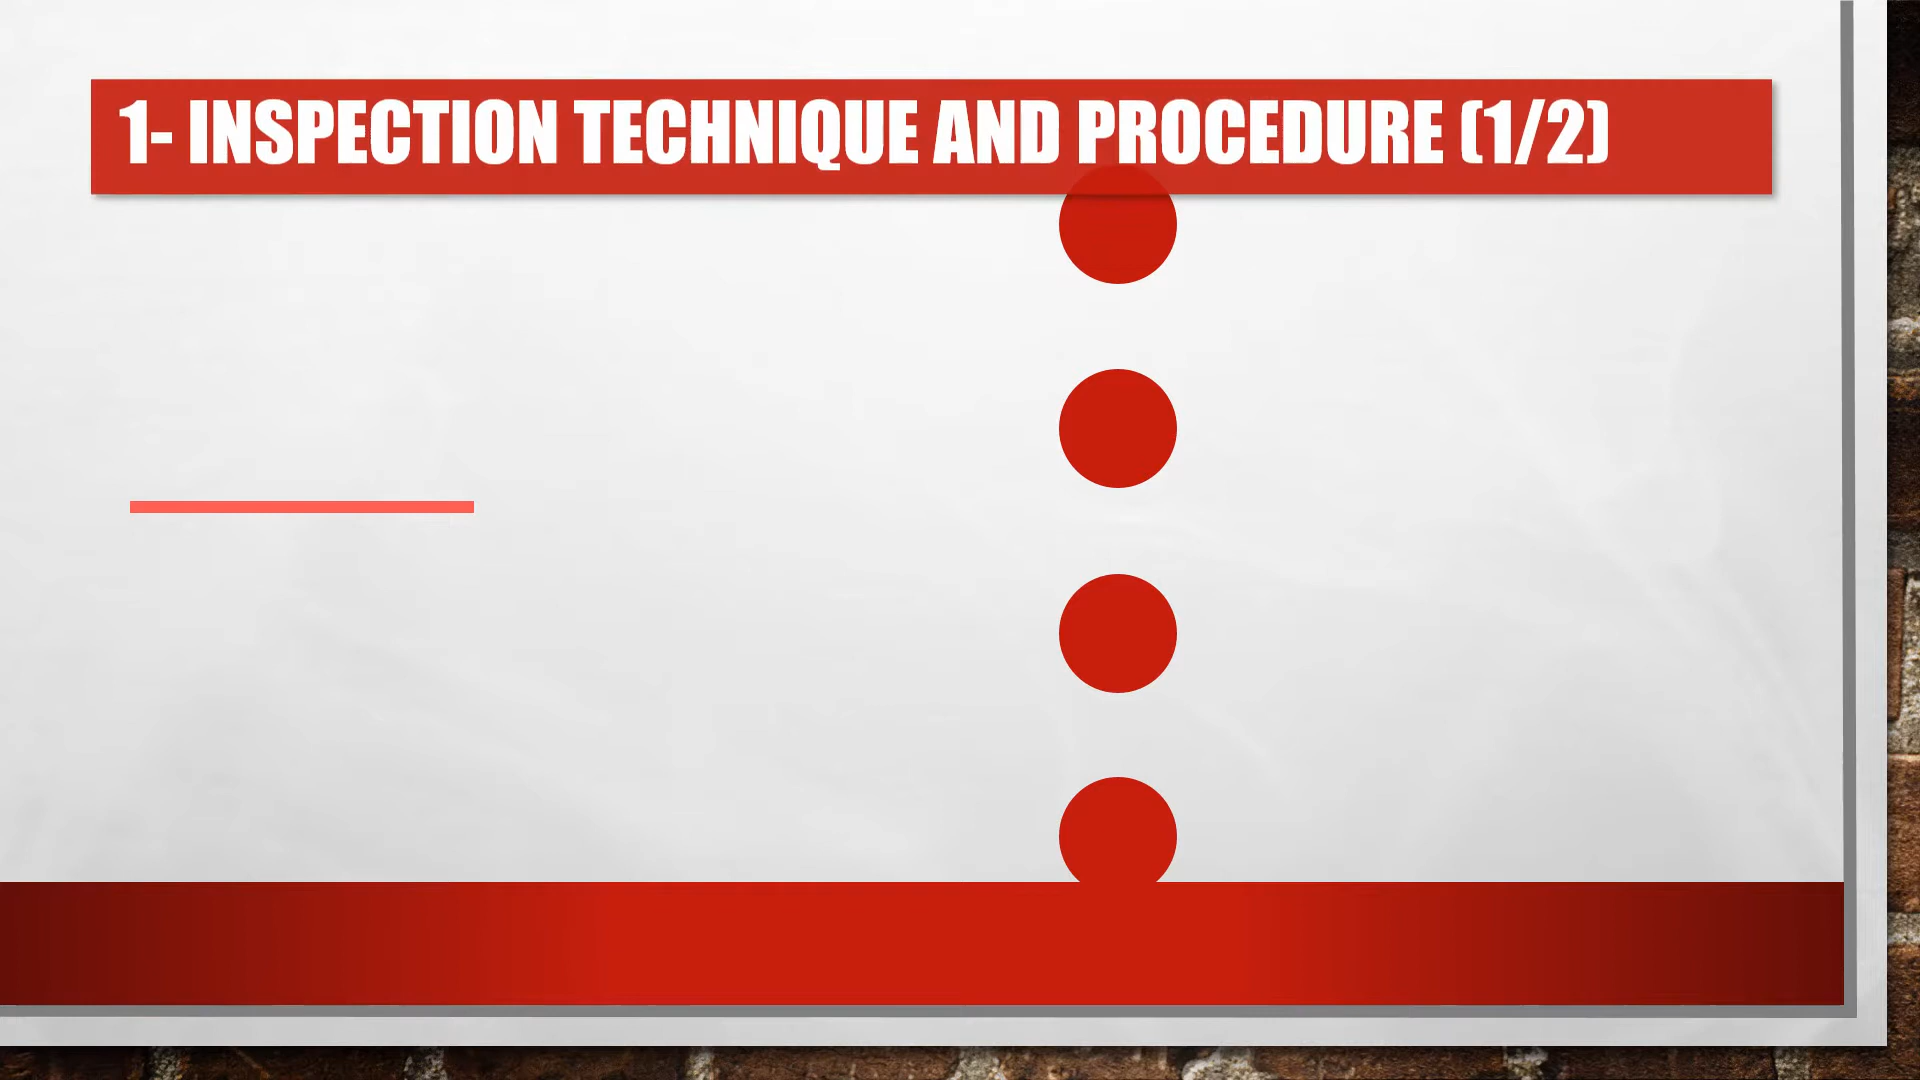 1- INSPECTION TECHNIQUE AND PROCEDURE (1/2)